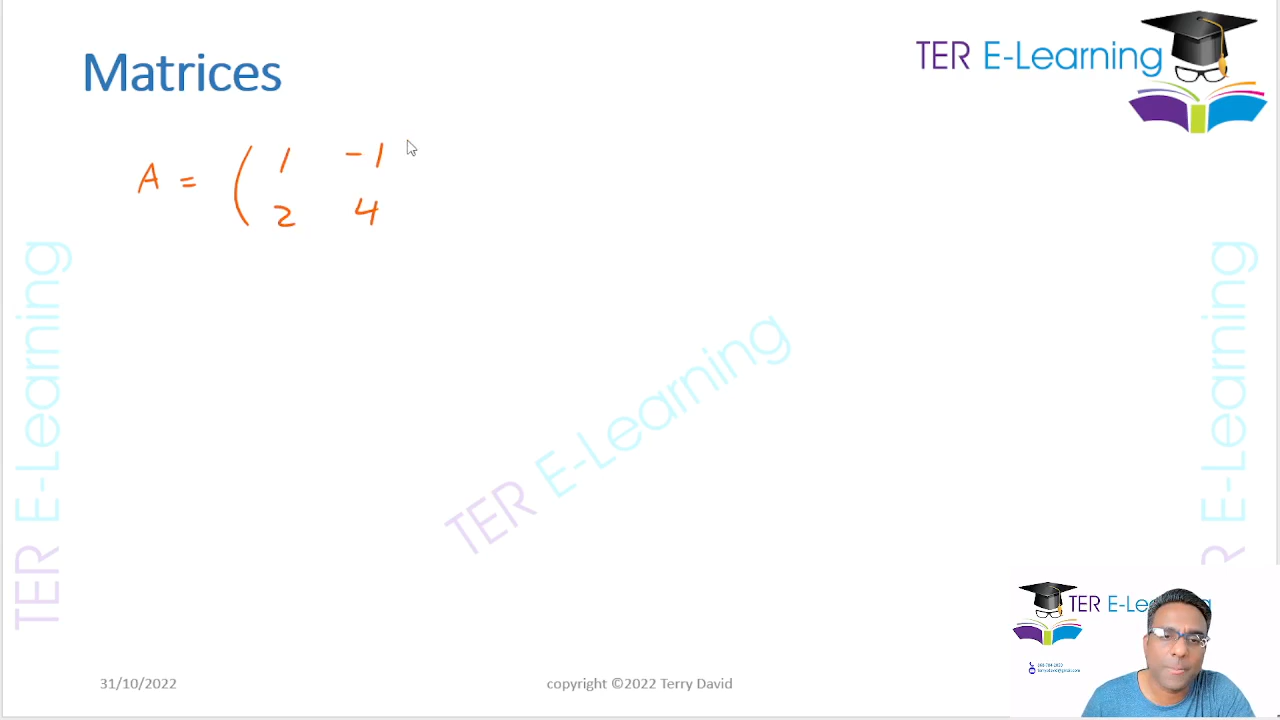 Matrices
TER E-Learning
A = ( 1 -1
2 4
TER E-Learning
TER E-Learning
R E-Learning
TER E-Le
31/10/2022
copyright ©2022 Terry David